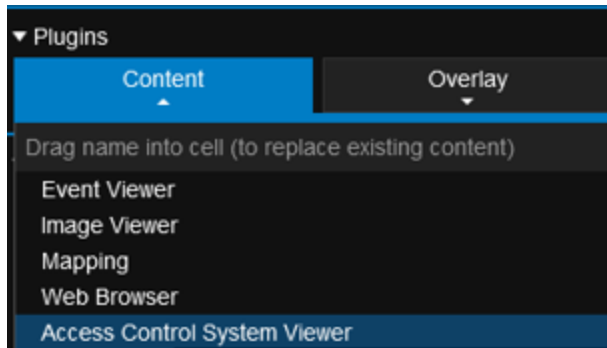 Plugins
Content Overlay
Drag name into cell (to replace existing content)
Event Viewer
Image Viewer
Mapping
Web Browser
Access Control System Viewer